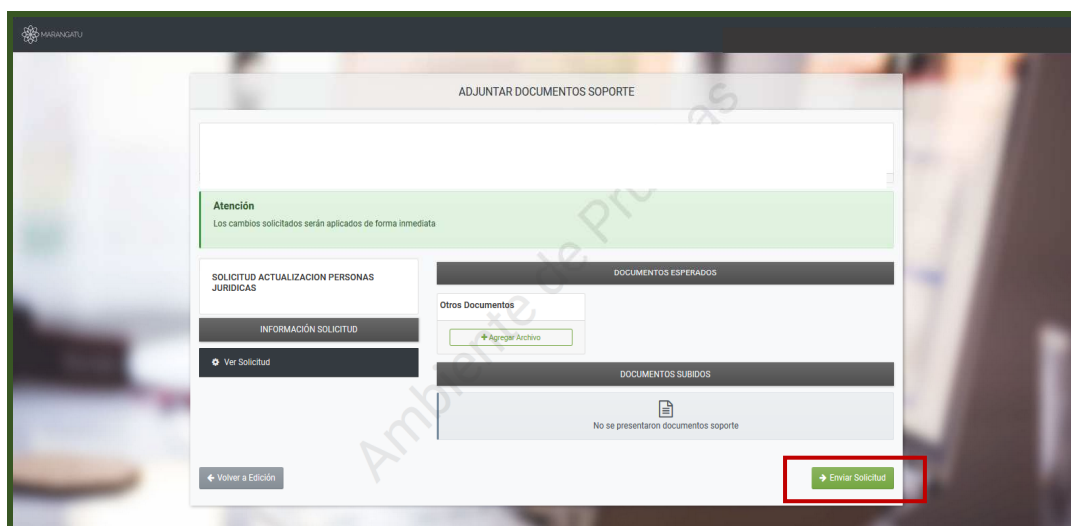 MARANGATU
ADJUNTAR DOCUMENTOS SOPORTE
Atención
Los cambios solicitados serán aplicados de forma inmediata
SOLICITUD ACTUALIZACION PERSONAS
JURIDICAS
INFORMACIÓN SOLICITUD
Ver Solicitud
DOCUMENTOS ESPERADOS
Otros Documentos
+ Agregar Archivo
DOCUMENTOS SUBIDOS
No se presentaron documentos soporte
Volver a Edición
Enviar Solicitud
Ambiente de Pruebas